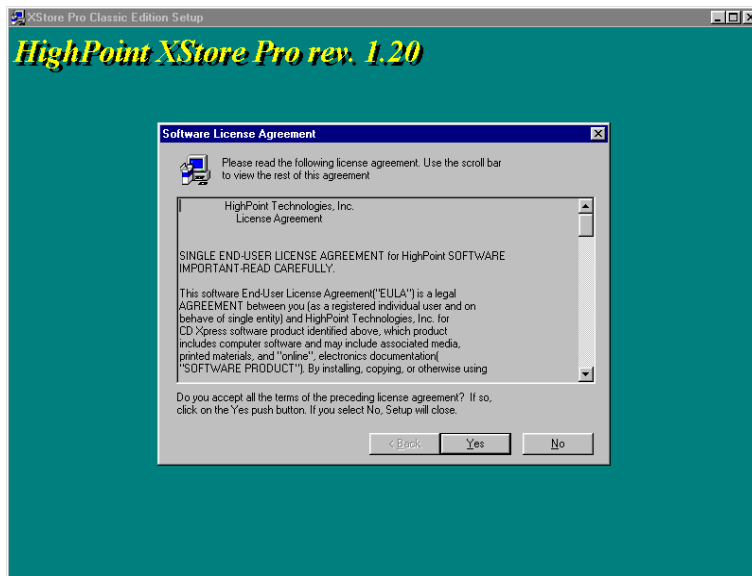 XStore Pro Classic Edition Setup
HighPoint XStore Pro rev. 1.20
Software License Agreement
Please read the following license agreement. Use the scroll bar
to view the rest of this agreement
HighPoint Technologies, Inc.
License Agreement
SINGLE END-USER LICENSE AGREEMENT for HighPoint SOFTWARE
IMPORTANT-READ CAREFULLY.
This software End-User License Agreement("EULA") is a legal
AGREEMENT between you (as a registered individual user and on
behave of single entity) and HighPoint Technologies, Inc. for
CD Xpress software product identified above, which product
includes computer software and may include associated media,
printed materials, and "online", electronics documentation(
"SOFTWARE PRODUCT"). By installing, copying, or otherwise using
Do you accept all the terms of the preceding license agreement? If so,
click on the Yes push button. If you select No, Setup will close.
< Back Yes No